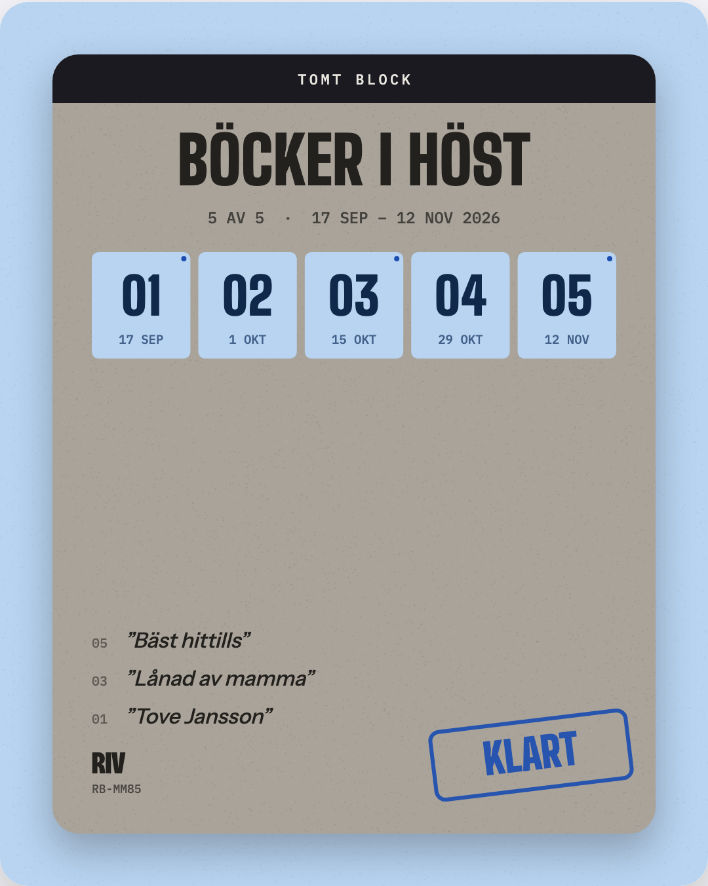 TOMT BLOCK
BÖCKER I HÖST
5 AV 5 · 17 SEP – 12 NOV 2026
01 02 03 04 05
17 SEP 1 OKT 15 OKT 29 OKT 12 NOV
05 ”Bäst hittills”
03 ”Lånad av mamma”
01 ”Tove Jansson”
KLART
RIV
RB-MM85